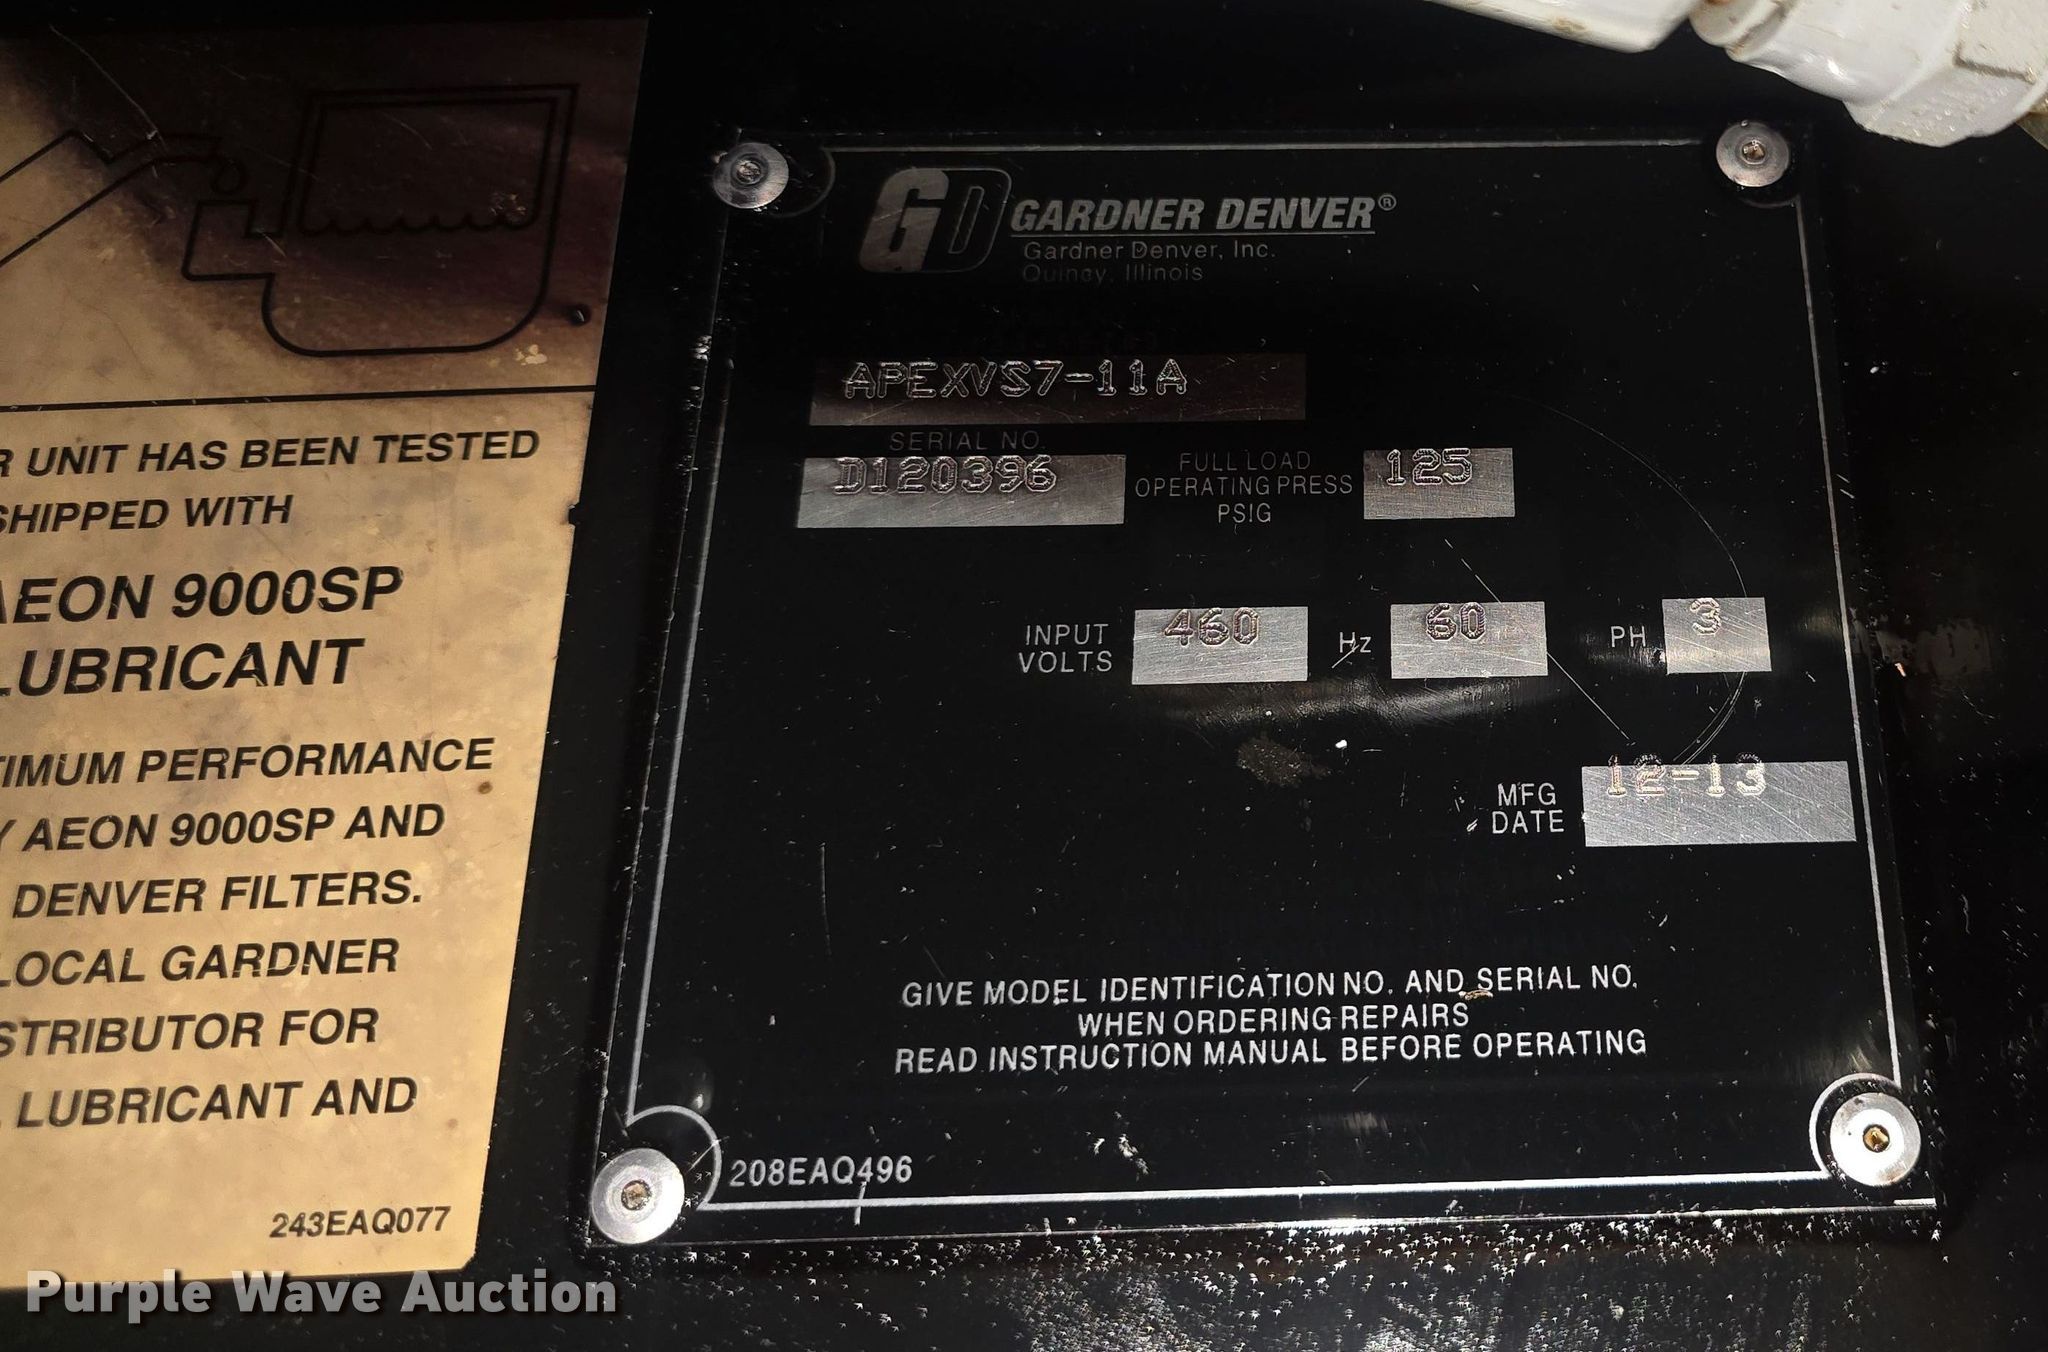 R UNIT HAS BEEN TESTED
SHIPPED WITH
AEON 9000SP
LUBRICANT
TIMUM PERFORMANCE
Y AEON 9000SP AND
DENVER FILTERS.
LOCAL GARDNER
STRIBUTOR FOR
LUBRICANT AND
243EAQ077
GD GARDNER DENVER®
Gardner Denver, Inc.
Quincy, Illinois
APEXVS7-11A
SERIAL NO.
D120396
FULL LOAD
OPERATING PRESS
PSIG
125
INPUT
VOLTS
460
Hz
60
PH
3
MFG
DATE
12-13
GIVE MODEL IDENTIFICATION NO. AND SERIAL NO.
WHEN ORDERING REPAIRS
READ INSTRUCTION MANUAL BEFORE OPERATING
208EAQ496
Purple Wave Auction